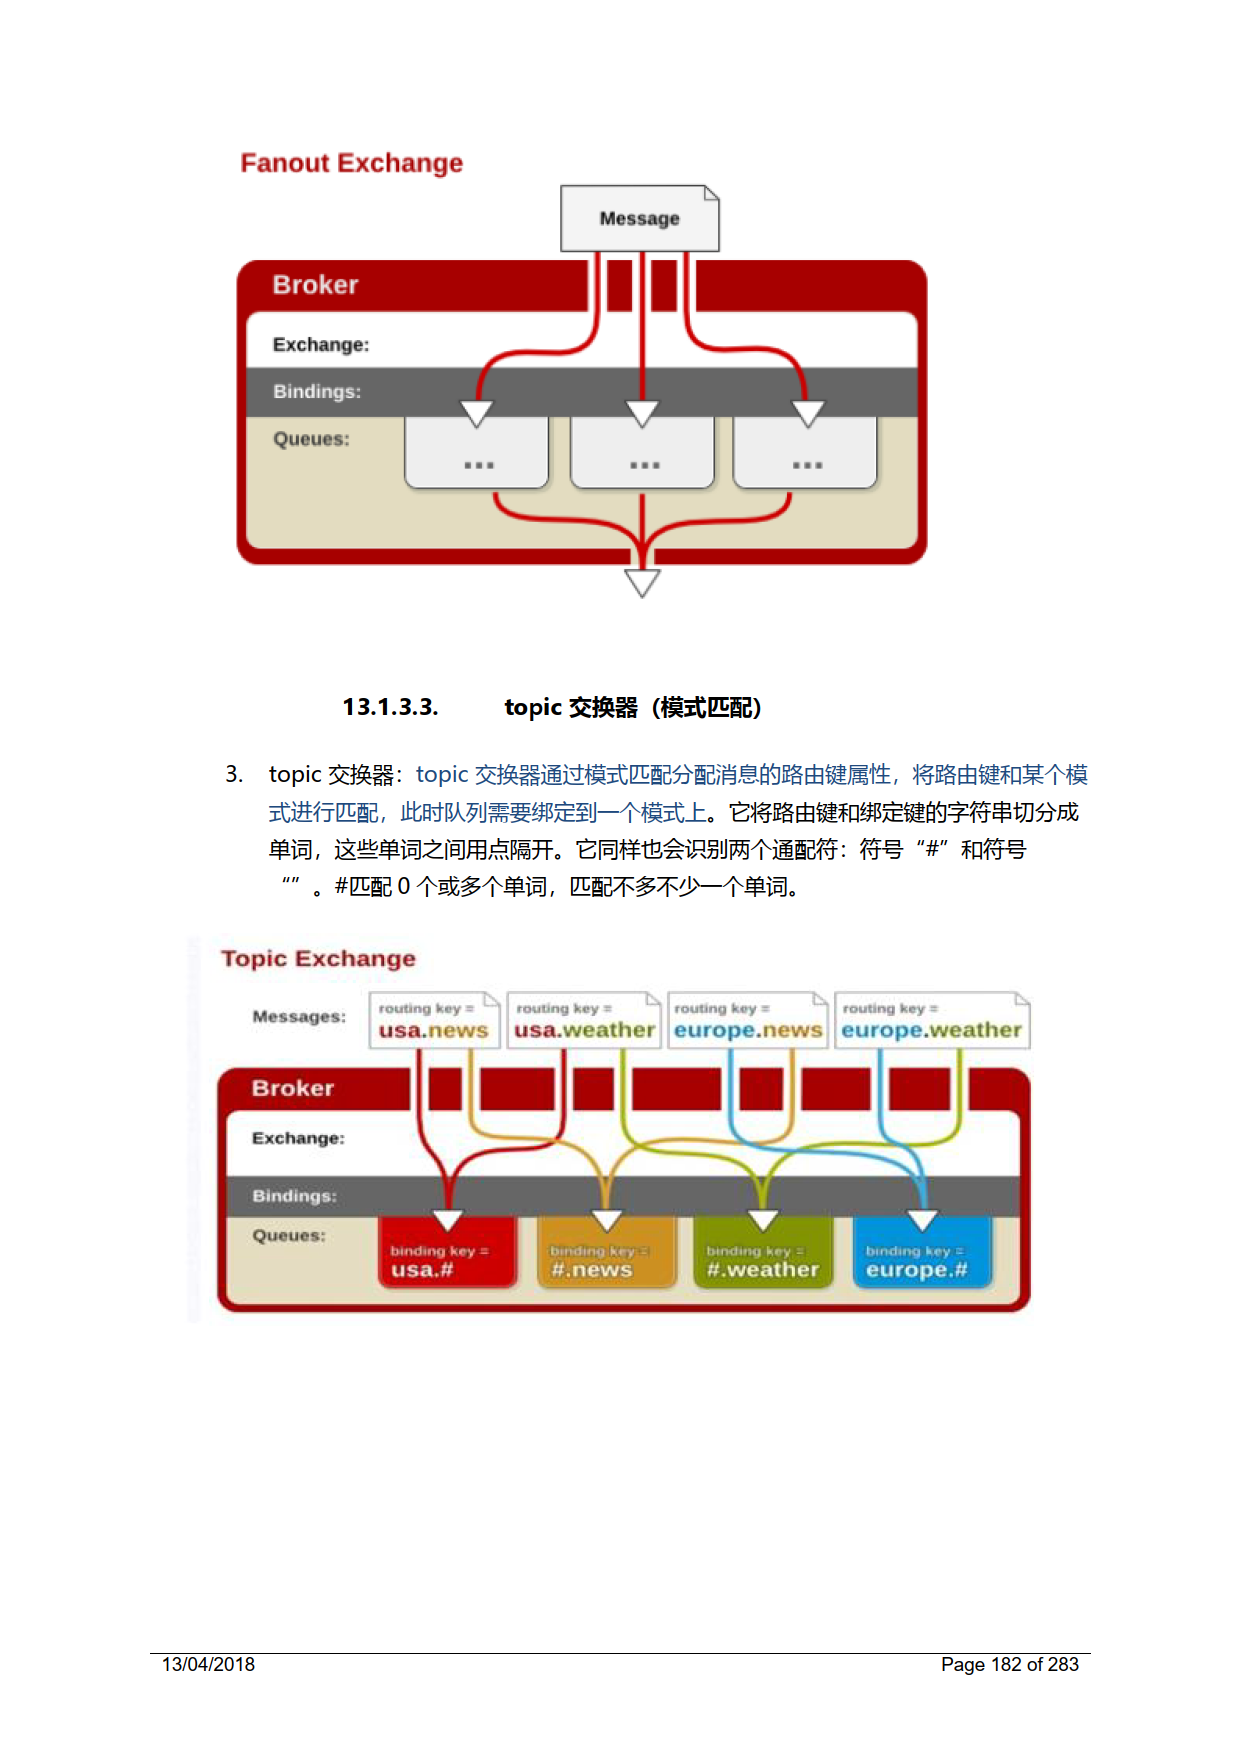 Fanout Exchange
Message
Broker
Exchange:
Bindings:
Queues:
... ... ...
13.1.3.3. topic 交换器（模式匹配）
3. topic 交换器：topic 交换器通过模式匹配分配消息的路由键属性，将路由键和某个模
式进行匹配，此时队列需要绑定到一个模式上。它将路由键和绑定键的字符串切分成
单词，这些单词之间用点隔开。它同样也会识别两个通配符：符号“#”和符号
“”。#匹配 0 个或多个单词，匹配不多不少一个单词。
Topic Exchange
Messages:
routing key = routing key = routing key = routing key =
usa.news usa.weather europe.news europe.weather
Broker
Exchange:
Bindings:
Queues:
binding key = binding key = binding key = binding key =
usa.# #.news #.weather europe.#
13/04/2018 Page 182 of 283